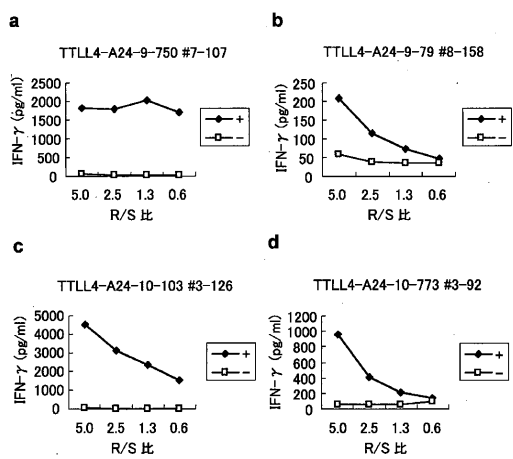 a
TTLL4-A24-9-750 #7-107
IFN-γ (pg/ml)
2500
2000
1500
1000
500
0
5.0 2.5 1.3 0.6
R/S 比
+
−
b
TTLL4-A24-9-79 #8-158
IFN-γ (pg/ml)
250
200
150
100
50
0
5.0 2.5 1.3 0.6
R/S 比
+
−
c
TTLL4-A24-10-103 #3-126
IFN-γ (pg/ml)
5000
4000
3000
2000
1000
0
5.0 2.5 1.3 0.6
R/S 比
+
−
d
TTLL4-A24-10-773 #3-92
IFN-γ (pg/ml)
1200
1000
800
600
400
200
0
5.0 2.5 1.3 0.6
R/S 比
+
−